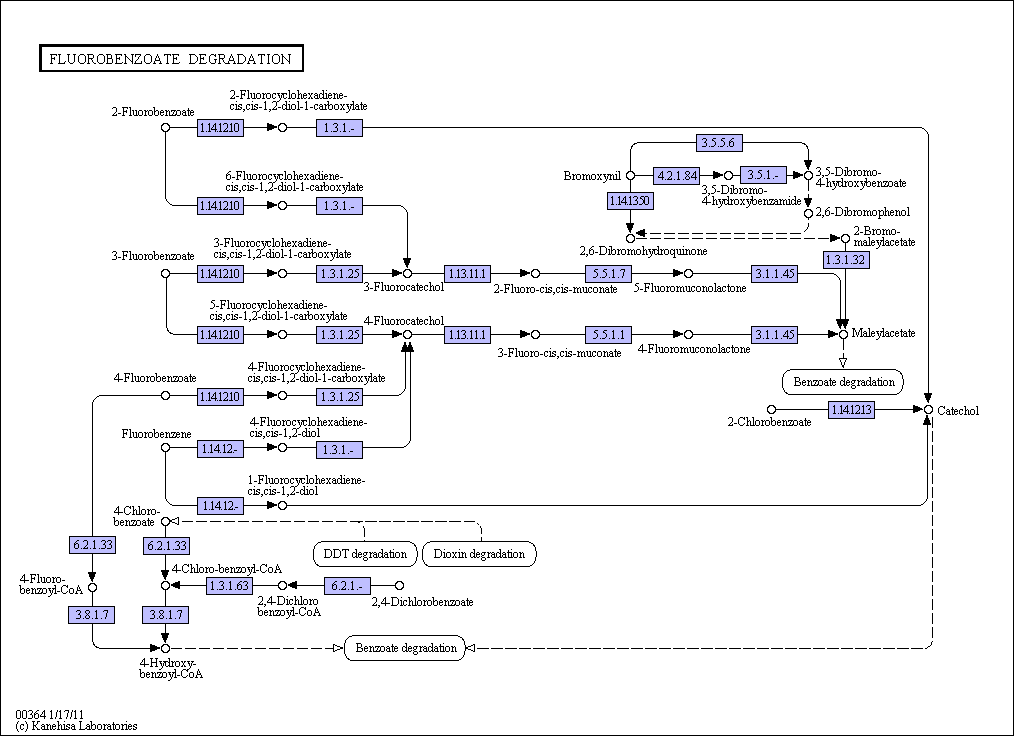 FLUOROBENZOATE DEGRADATION
2-Fluorobenzoate
2-Fluorocyclohexadiene-
cis,cis-1,2-diol-1-carboxylate
1.14.12.10
1.3.1.-
6-Fluorocyclohexadiene-
cis,cis-1,2-diol-1-carboxylate
1.14.12.10
1.3.1.-
3.5.5.6
Bromoxynil
4.2.1.84
3.5.1.-
3,5-Dibromo-
4-hydroxybenzoate
3,5-Dibromo-
4-hydroxybenzamide
1.14.13.50
2,6-Dibromophenol
2,6-Dibromohydroquinone
2-Bromo-
maleylacetate
1.3.1.32
3-Fluorobenzoate
3-Fluorocyclohexadiene-
cis,cis-1,2-diol-1-carboxylate
1.14.12.10
1.3.1.25
3-Fluorocatechol
1.13.11.1
2-Fluoro-cis,cis-muconate
5.5.1.7
5-Fluoromuconolactone
3.1.1.45
5-Fluorocyclohexadiene-
cis,cis-1,2-diol-1-carboxylate
1.14.12.10
1.3.1.25
4-Fluorocatechol
1.13.11.1
3-Fluoro-cis,cis-muconate
5.5.1.1
4-Fluoromuconolactone
3.1.1.45
Maleylacetate
Benzoate degradation
4-Fluorobenzoate
4-Fluorocyclohexadiene-
cis,cis-1,2-diol-1-carboxylate
1.14.12.10
1.3.1.25
2-Chlorobenzoate
1.14.12.13
Catechol
Fluorobenzene
4-Fluorocyclohexadiene-
cis,cis-1,2-diol
1.14.12.-
1.3.1.-
1-Fluorocyclohexadiene-
cis,cis-1,2-diol
1.14.12.-
4-Chloro-
benzoate
DDT degradation
Dioxin degradation
6.2.1.33
6.2.1.33
4-Fluoro-
benzoyl-CoA
4-Chloro-benzoyl-CoA
1.3.1.63
2,4-Dichloro
benzoyl-CoA
6.2.1.-
2,4-Dichlorobenzoate
3.8.1.7
3.8.1.7
4-Hydroxy-
benzoyl-CoA
Benzoate degradation
00364 1/17/11
(c) Kanehisa Laboratories